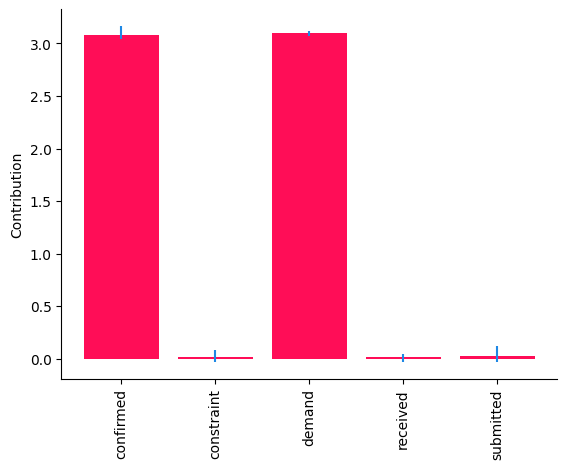 Contribution
3.0
2.5
2.0
1.5
1.0
0.5
0.0
confirmed
constraint
demand
received
submitted